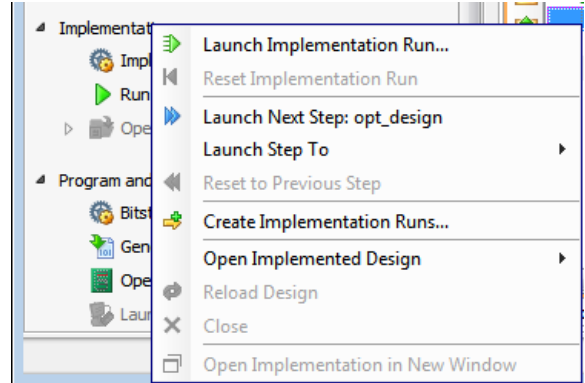 Implementat
Launch Implementation Run...
Impl
Reset Implementation Run
Run
Launch Next Step: opt_design
Ope
Launch Step To
Program and
Reset to Previous Step
Bitst
Create Implementation Runs...
Gen
Open Implemented Design
Ope
Reload Design
Laun
Close
Open Implementation in New Window